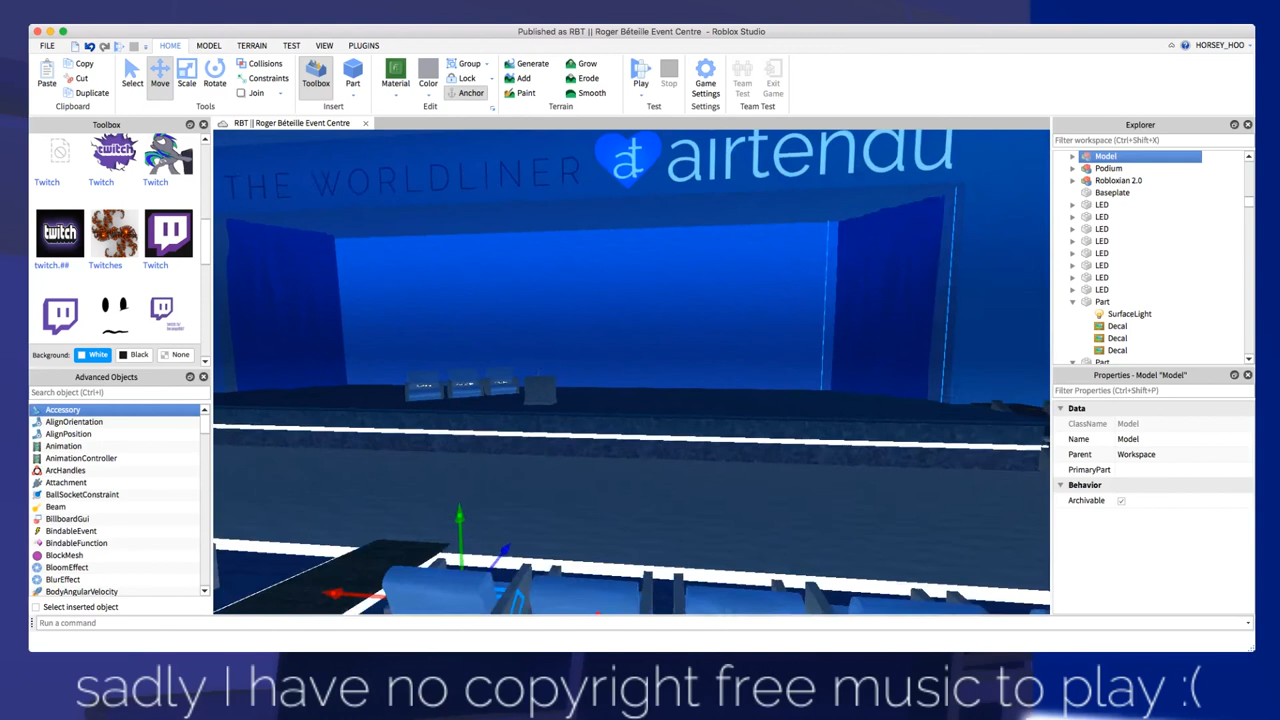 Published as RBT || Roger Béteille Event Centre - Roblox Studio
FILE HOME MODEL TERRAIN TEST VIEW PLUGINS HORSEY_HOO
Paste Copy Cut Duplicate Clipboard
Select Move Scale Rotate Collisions Constraints Join Tools
Toolbox Part Insert
Material Color Group Lock Anchor Edit
Generate Add Paint Grow Erode Smooth Terrain
Play Stop Test
Game Settings Settings
Team Test Exit Game Team Test
Toolbox
RBT || Roger Béteille Event Centre
Explorer
Filter workspace (Ctrl+Shift+X)
twitch
Twitch Twitch Twitch
twitch
twitch.## Twitches Twitch
Background: White Black None
Advanced Objects
Search object (Ctrl+I)
Accessory
AlignOrientation
AlignPosition
Animation
AnimationController
ArcHandles
Attachment
BallSocketConstraint
Beam
BillboardGui
BindableEvent
BindableFunction
BlockMesh
BloomEffect
BlurEffect
BodyAngularVelocity
Select inserted object
Run a command
THE WORLDLINER
at airtendu
Model
Podium
Robloxian 2.0
Baseplate
LED
LED
LED
LED
LED
LED
LED
LED
Part
SurfaceLight
Decal
Decal
Decal
Part
Properties - Model "Model"
Filter Properties (Ctrl+Shift+P)
Data
ClassName Model
Name Model
Parent Workspace
PrimaryPart
Behavior
Archivable
sadly I have no copyright free music to play :(